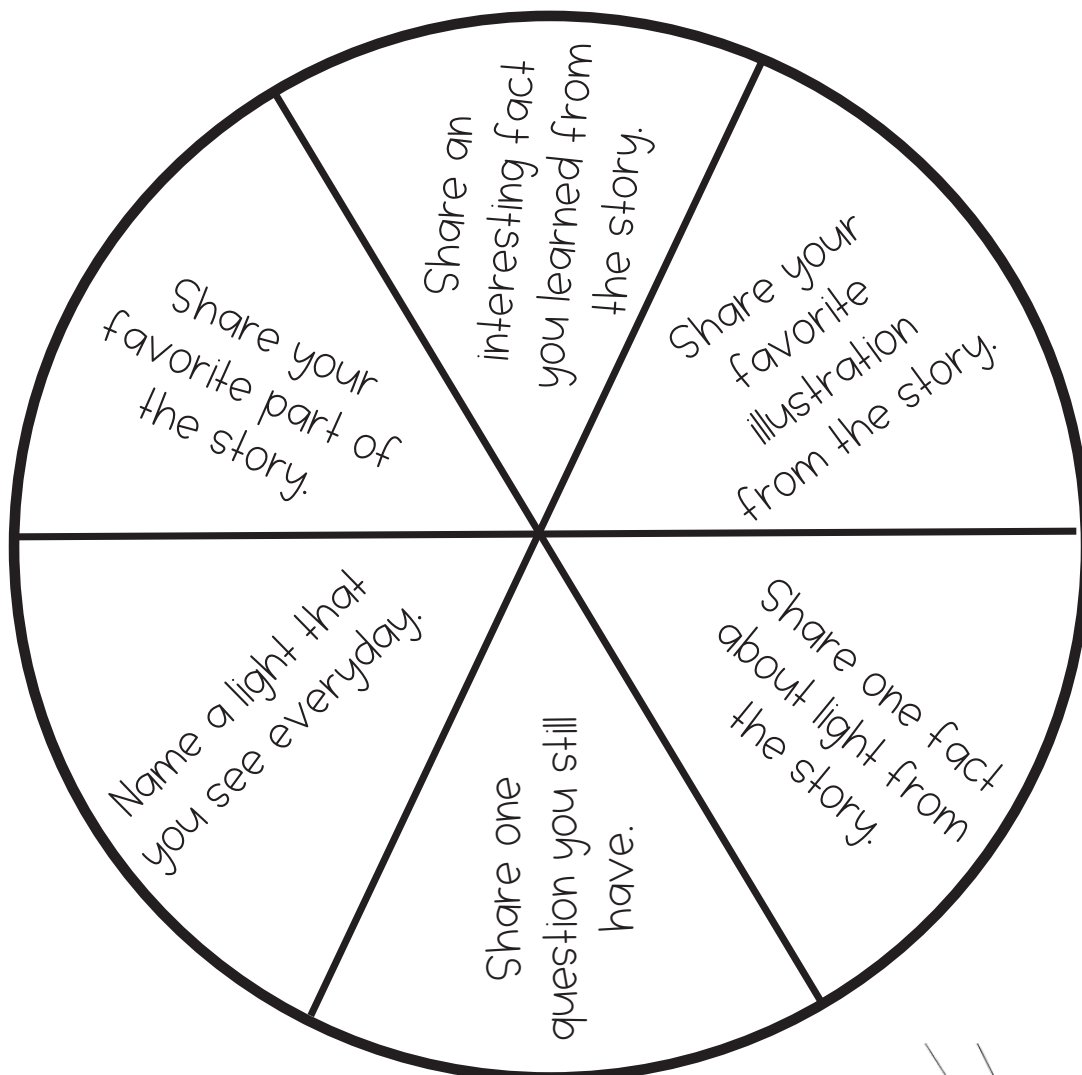 Share an
interesting fact
you learned from
the story.
Share your
favorite
illustration
from the story.
Share one fact
about light from
the story.
Share one
question you still
have.
Name a light that
you see everyday.
Share your
favorite part of
the story.